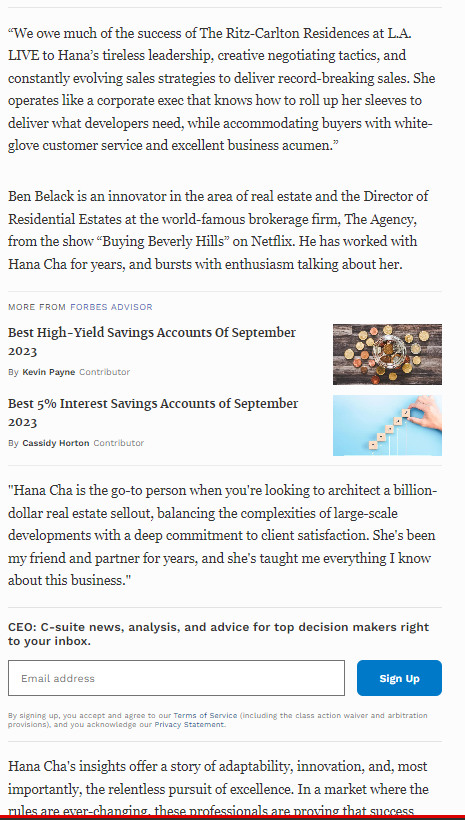 “We owe much of the success of The Ritz-Carlton Residences at L.A.
LIVE to Hana’s tireless leadership, creative negotiating tactics, and
constantly evolving sales strategies to deliver record-breaking sales. She
operates like a corporate exec that knows how to roll up her sleeves to
deliver what developers need, while accommodating buyers with white-
glove customer service and excellent business acumen.”
Ben Belack is an innovator in the area of real estate and the Director of
Residential Estates at the world-famous brokerage firm, The Agency,
from the show “Buying Beverly Hills” on Netflix. He has worked with
Hana Cha for years, and bursts with enthusiasm talking about her.
MORE FROM FORBES ADVISOR
Best High-Yield Savings Accounts Of September
2023
By Kevin Payne Contributor
Best 5% Interest Savings Accounts of September
2023
By Cassidy Horton Contributor
"Hana Cha is the go-to person when you're looking to architect a billion-
dollar real estate sellout, balancing the complexities of large-scale
developments with a deep commitment to client satisfaction. She's been
my friend and partner for years, and she's taught me everything I know
about this business."
CEO: C-suite news, analysis, and advice for top decision makers right
to your inbox.
Email address
Sign Up
By signing up, you accept and agree to our Terms of Service (including the class action waiver and arbitration
provisions), and you acknowledge our Privacy Statement.
Hana Cha's insights offer a story of adaptability, innovation, and, most
importantly, the relentless pursuit of excellence. In a market where the
rules are ever-changing, these professionals are proving that success